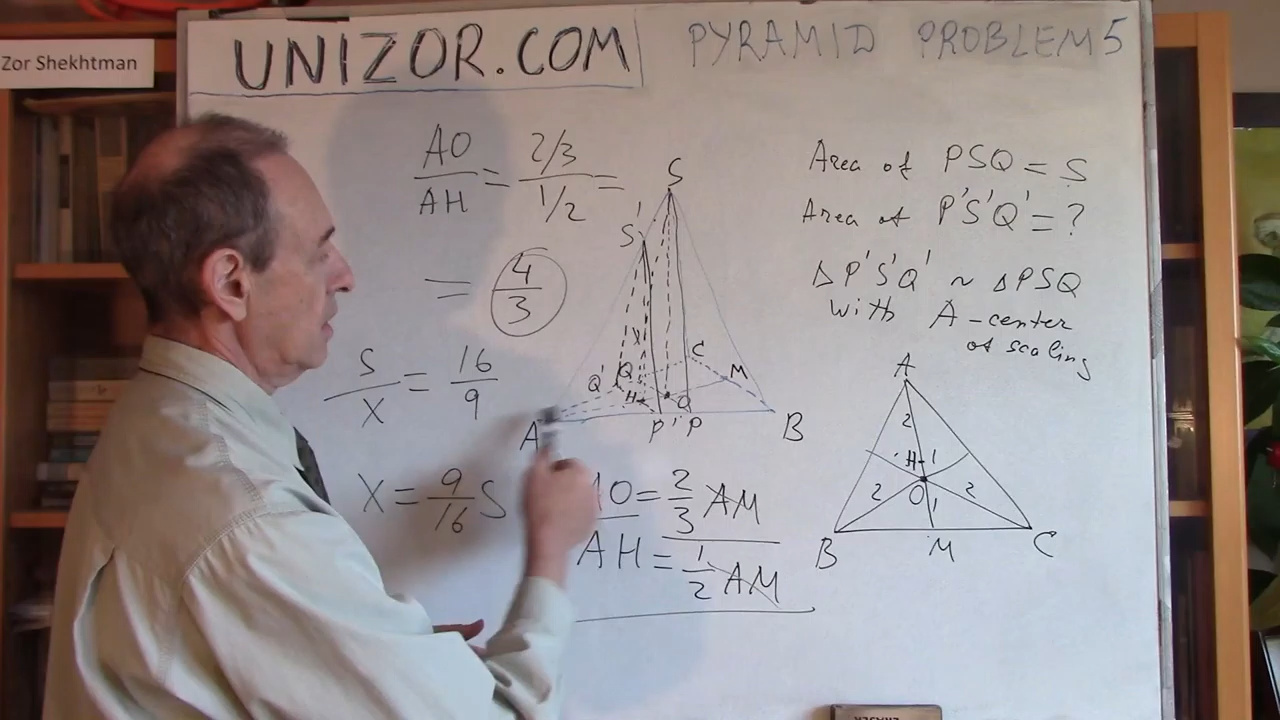 Zor Shekhtman
UNIZOR.COM
PYRAMID PROBLEM 5
AO/AH = 2/3 / 1/2 =
= 4/3
S/X = 16/9
X = 9/16 S
S
S'
Q'
Q
H
C
M
O
A
P'
P
B
AO = 2/3 AM
AH = 1/2 AM
Area of PSQ = S
Area of P'S'Q' = ?
Δ P'S'Q' ~ Δ PSQ
with A-center
of scaling
A
2
H 1
2
O
2
1
B
M
C